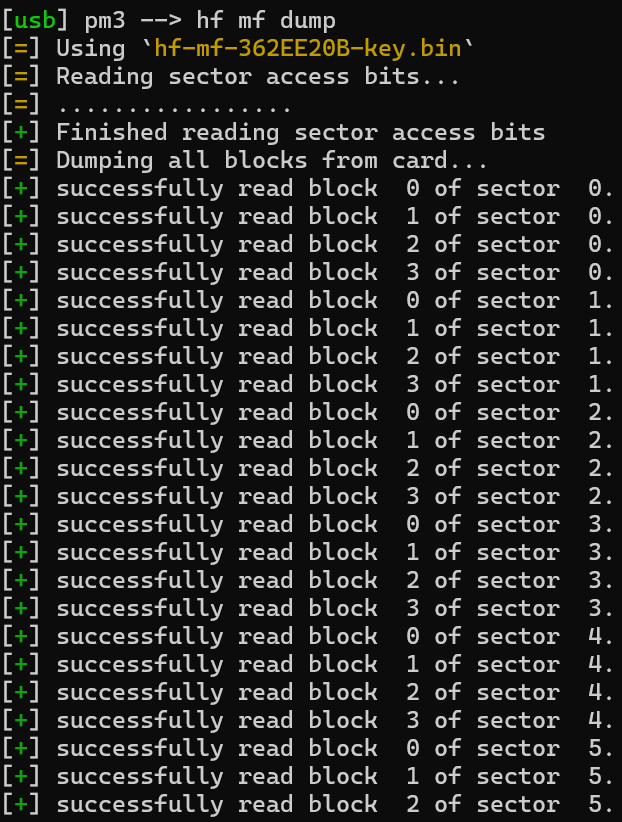 [usb] pm3 --> hf mf dump
[=] Using `hf-mf-362EE20B-key.bin`
[=] Reading sector access bits...
[=] .................
[+] Finished reading sector access bits
[=] Dumping all blocks from card...
[+] successfully read block  0 of sector  0.
[+] successfully read block  1 of sector  0.
[+] successfully read block  2 of sector  0.
[+] successfully read block  3 of sector  0.
[+] successfully read block  0 of sector  1.
[+] successfully read block  1 of sector  1.
[+] successfully read block  2 of sector  1.
[+] successfully read block  3 of sector  1.
[+] successfully read block  0 of sector  2.
[+] successfully read block  1 of sector  2.
[+] successfully read block  2 of sector  2.
[+] successfully read block  3 of sector  2.
[+] successfully read block  0 of sector  3.
[+] successfully read block  1 of sector  3.
[+] successfully read block  2 of sector  3.
[+] successfully read block  3 of sector  3.
[+] successfully read block  0 of sector  4.
[+] successfully read block  1 of sector  4.
[+] successfully read block  2 of sector  4.
[+] successfully read block  3 of sector  4.
[+] successfully read block  0 of sector  5.
[+] successfully read block  1 of sector  5.
[+] successfully read block  2 of sector  5.